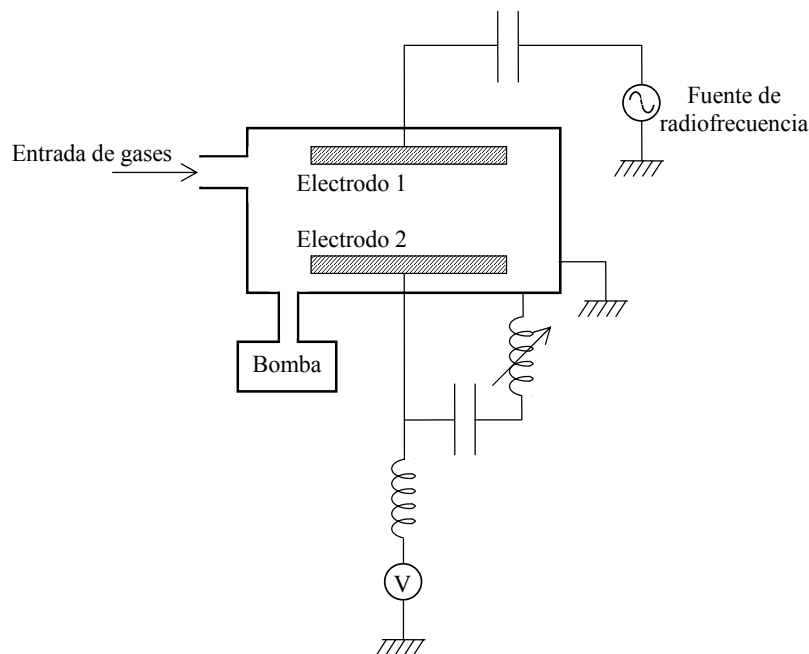 Fuente de
radiofrecuencia
Entrada de gases
Electrodo 1
Electrodo 2
Bomba
V